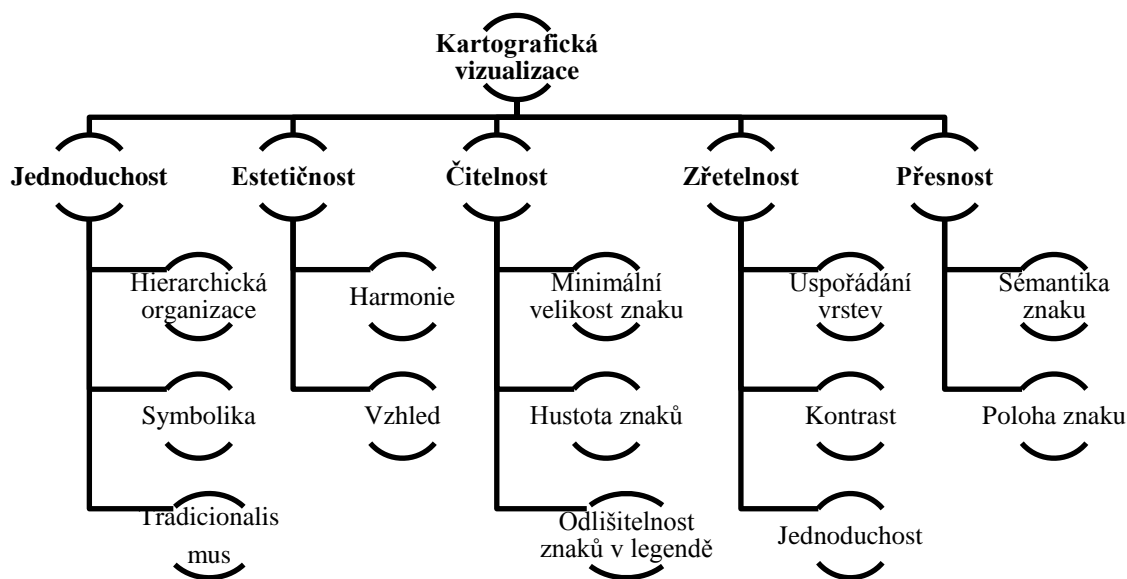 Kartografická
vizualizace
Jednoduchost
Estetičnost
Čitelnost
Zřetelnost
Přesnost
Hierarchická
organizace
Harmonie
Minimální
velikost znaku
Uspořádání
vrstev
Sémantika
znaku
Symbolika
Vzhled
Hustota znaků
Kontrast
Poloha znaku
Tradicionalis
mus
Odlišitelnost
znaků v legendě
Jednoduchost